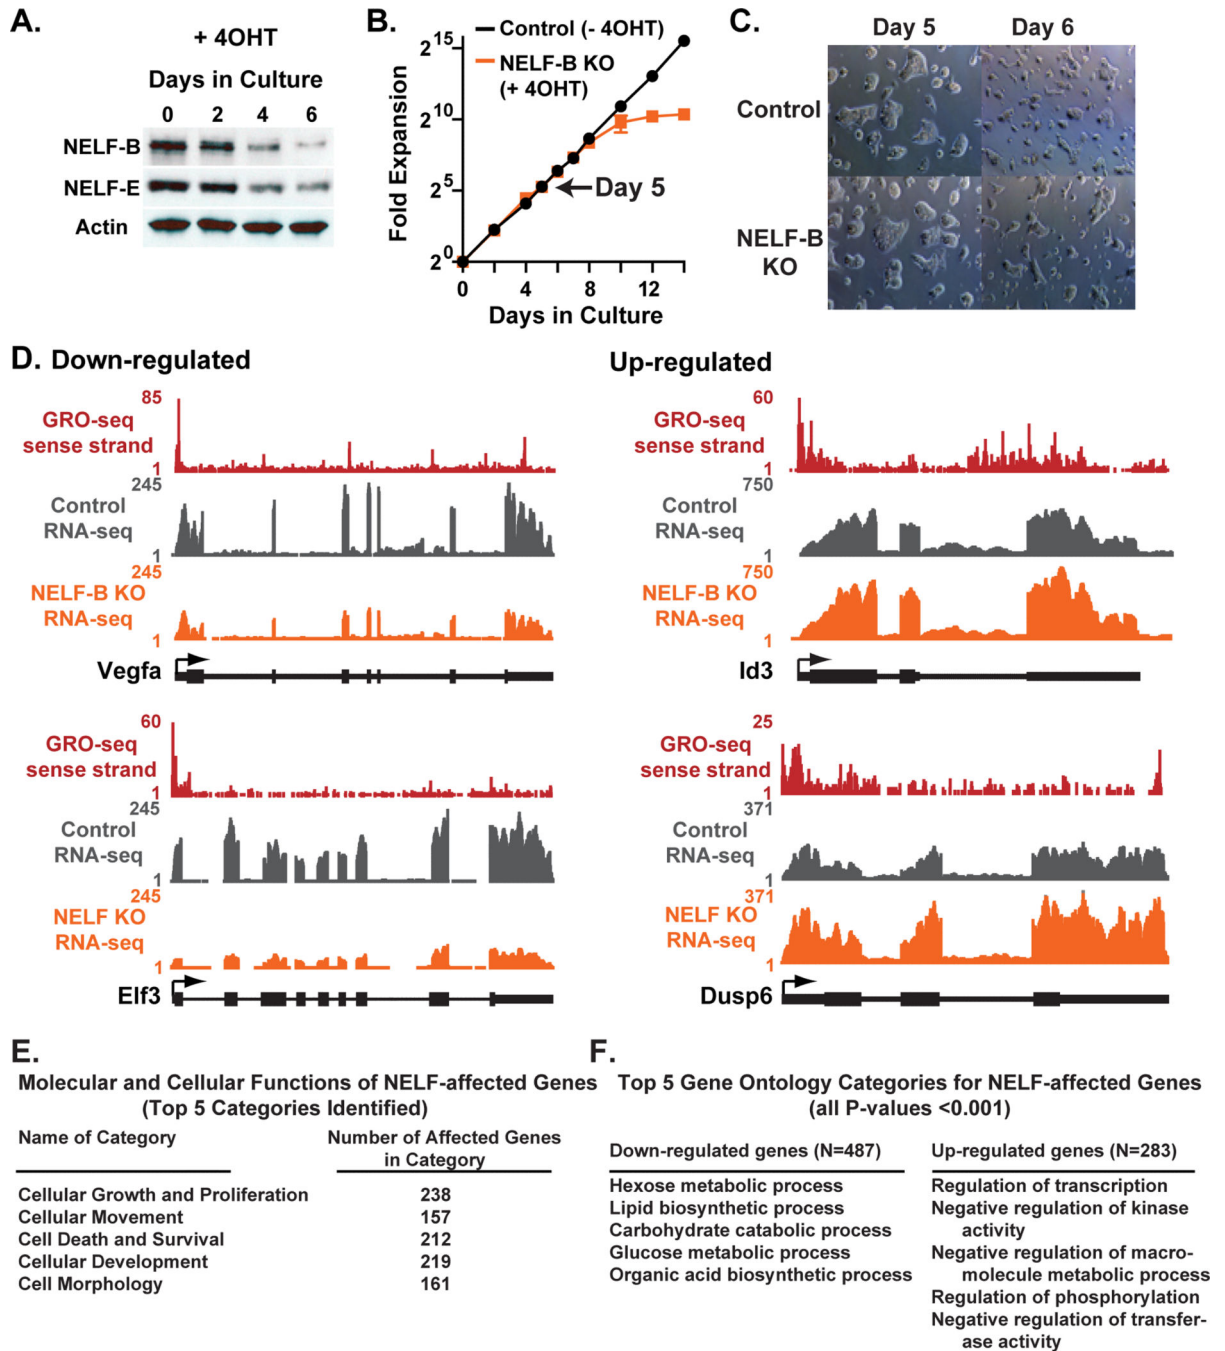 A.
+ 4OHT
Days in Culture
0 2 4 6
NELF-B
NELF-E
Actin
B.
Control (- 4OHT)
NELF-B KO
(+ 4OHT)
Fold Expansion
2^15
2^10
2^5
2^0
Day 5
0 4 8 12
Days in Culture
C.
Day 5 Day 6
Control
NELF-B
KO
D. Down-regulated
85
GRO-seq
sense strand
1
245
Control
RNA-seq
1
245
NELF-B KO
RNA-seq
1
Vegfa
60
GRO-seq
sense strand
1
245
Control
RNA-seq
1
245
NELF KO
RNA-seq
1
Elf3
Up-regulated
60
GRO-seq
sense strand
1
750
Control
RNA-seq
1
750
NELF-B KO
RNA-seq
1
Id3
25
GRO-seq
sense strand
1
371
Control
RNA-seq
1
371
NELF KO
RNA-seq
1
Dusp6
E.
Molecular and Cellular Functions of NELF-affected Genes
(Top 5 Categories Identified)
Name of Category Number of Affected Genes
in Category
Cellular Growth and Proliferation 238
Cellular Movement 157
Cell Death and Survival 212
Cellular Development 219
Cell Morphology 161
F.
Top 5 Gene Ontology Categories for NELF-affected Genes
(all P-values <0.001)
Down-regulated genes (N=487)
Hexose metabolic process
Lipid biosynthetic process
Carbohydrate catabolic process
Glucose metabolic process
Organic acid biosynthetic process
Up-regulated genes (N=283)
Regulation of transcription
Negative regulation of kinase
activity
Negative regulation of macro-
molecule metabolic process
Regulation of phosphorylation
Negative regulation of transfer-
ase activity